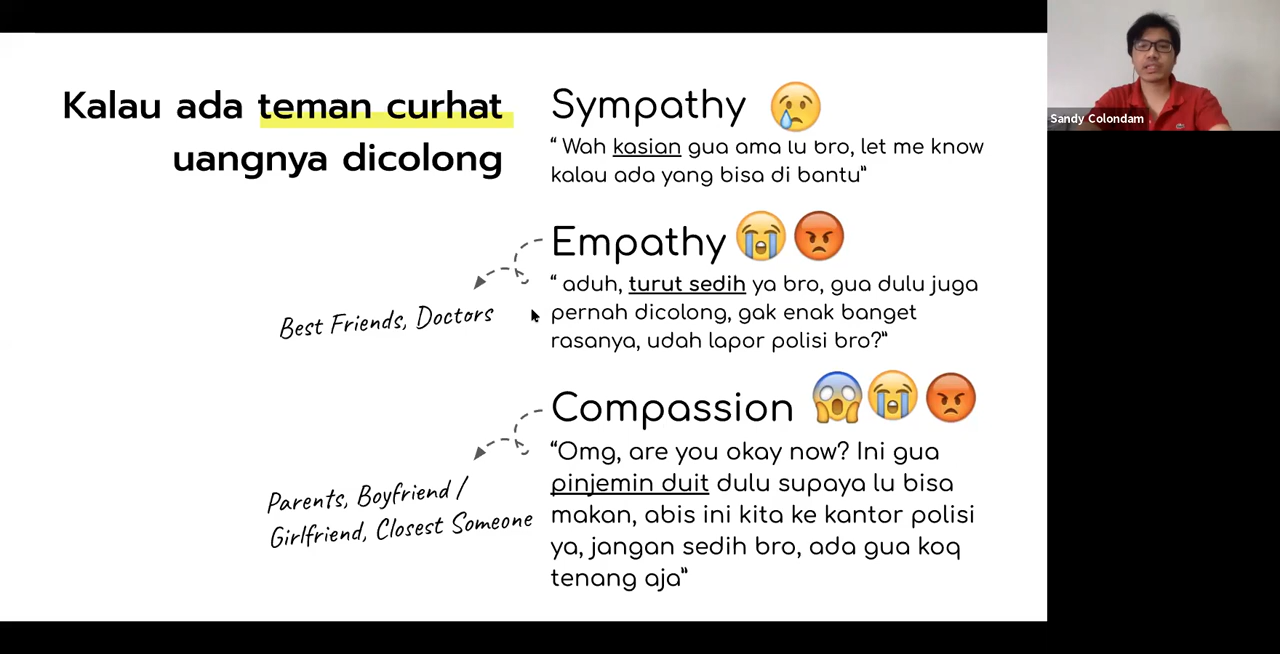 Kalau ada teman curhat
uangnya dicolong
Sympathy
“ Wah kasian gua ama lu bro, let me know
kalau ada yang bisa di bantu”
Empathy
“ aduh, turut sedih ya bro, gua dulu juga
pernah dicolong, gak enak banget
rasanya, udah lapor polisi bro?”
Best Friends, Doctors
Compassion
“Omg, are you okay now? Ini gua
pinjemin duit dulu supaya lu bisa
makan, abis ini kita ke kantor polisi
ya, jangan sedih bro, ada gua koq
tenang aja”
Parents, Boyfriend /
Girlfriend, Closest Someone
Sandy Colondam